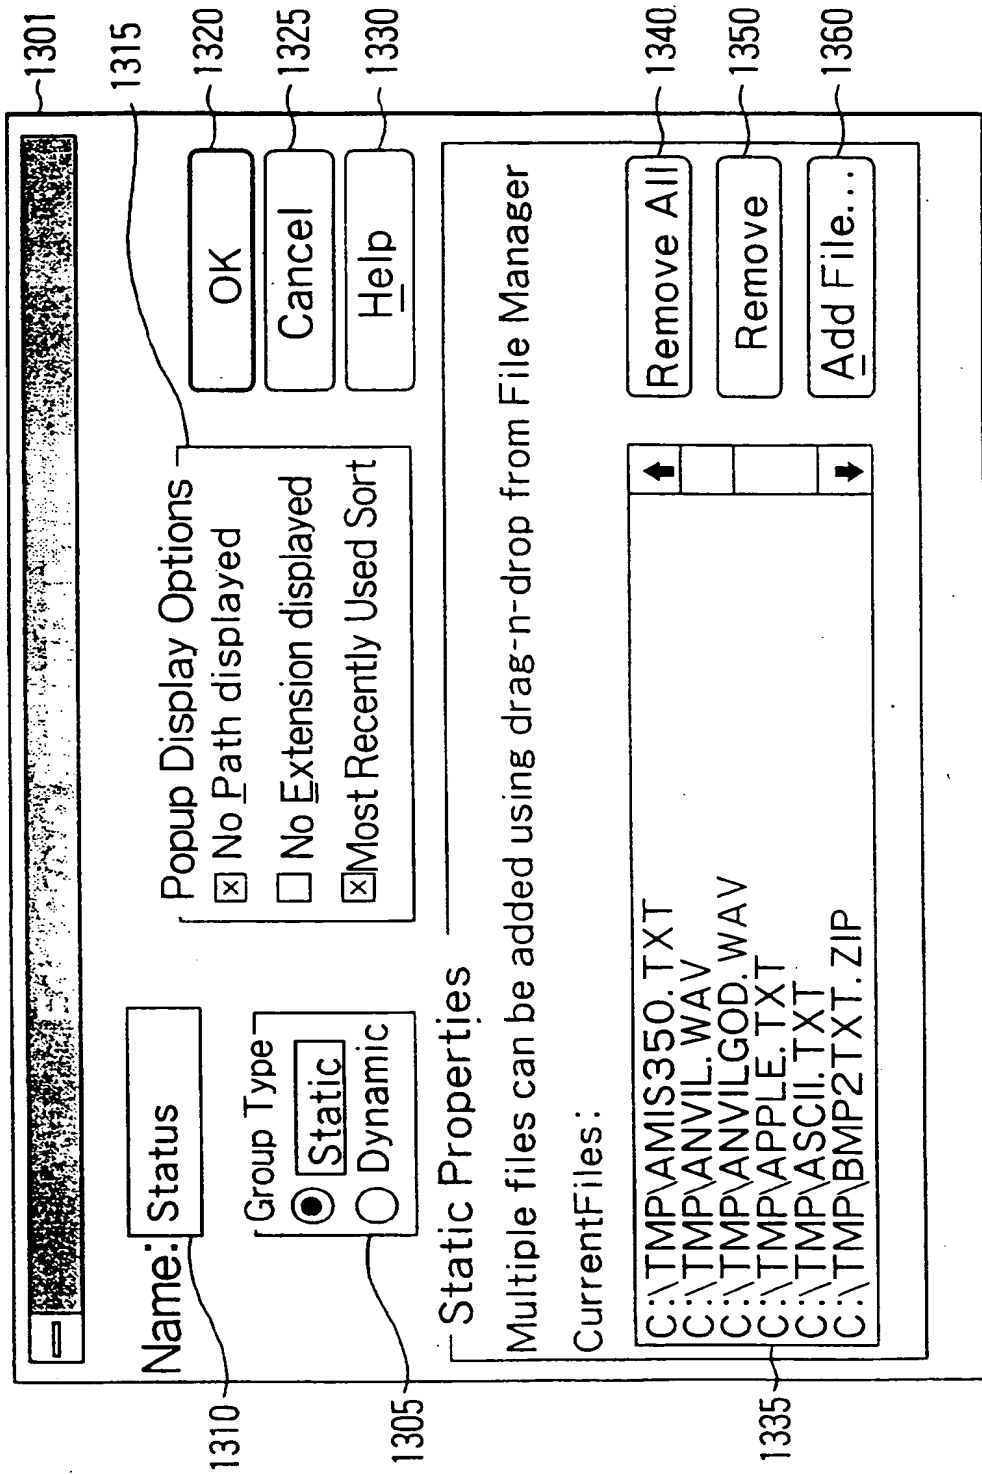 1301
1315
Name: Status
Popup Display Options
No Path displayed
No Extension displayed
Most Recently Used Sort
OK
1320
Cancel
1325
Help
1330
1310
Group Type
Static
Dynamic
1305
Static Properties
Multiple files can be added using drag-n-drop from File Manager
CurrentFiles:
C:\TMP\AMIS350.TXT
C:\TMP\ANVIL.WAV
C:\TMP\ANVILGOD.WAV
C:\TMP\APPLE.TXT
C:\TMP\ASCII.TXT
C:\TMP\BMP2TXT.ZIP
Remove All
1340
Remove
1350
Add File...
1360
1335